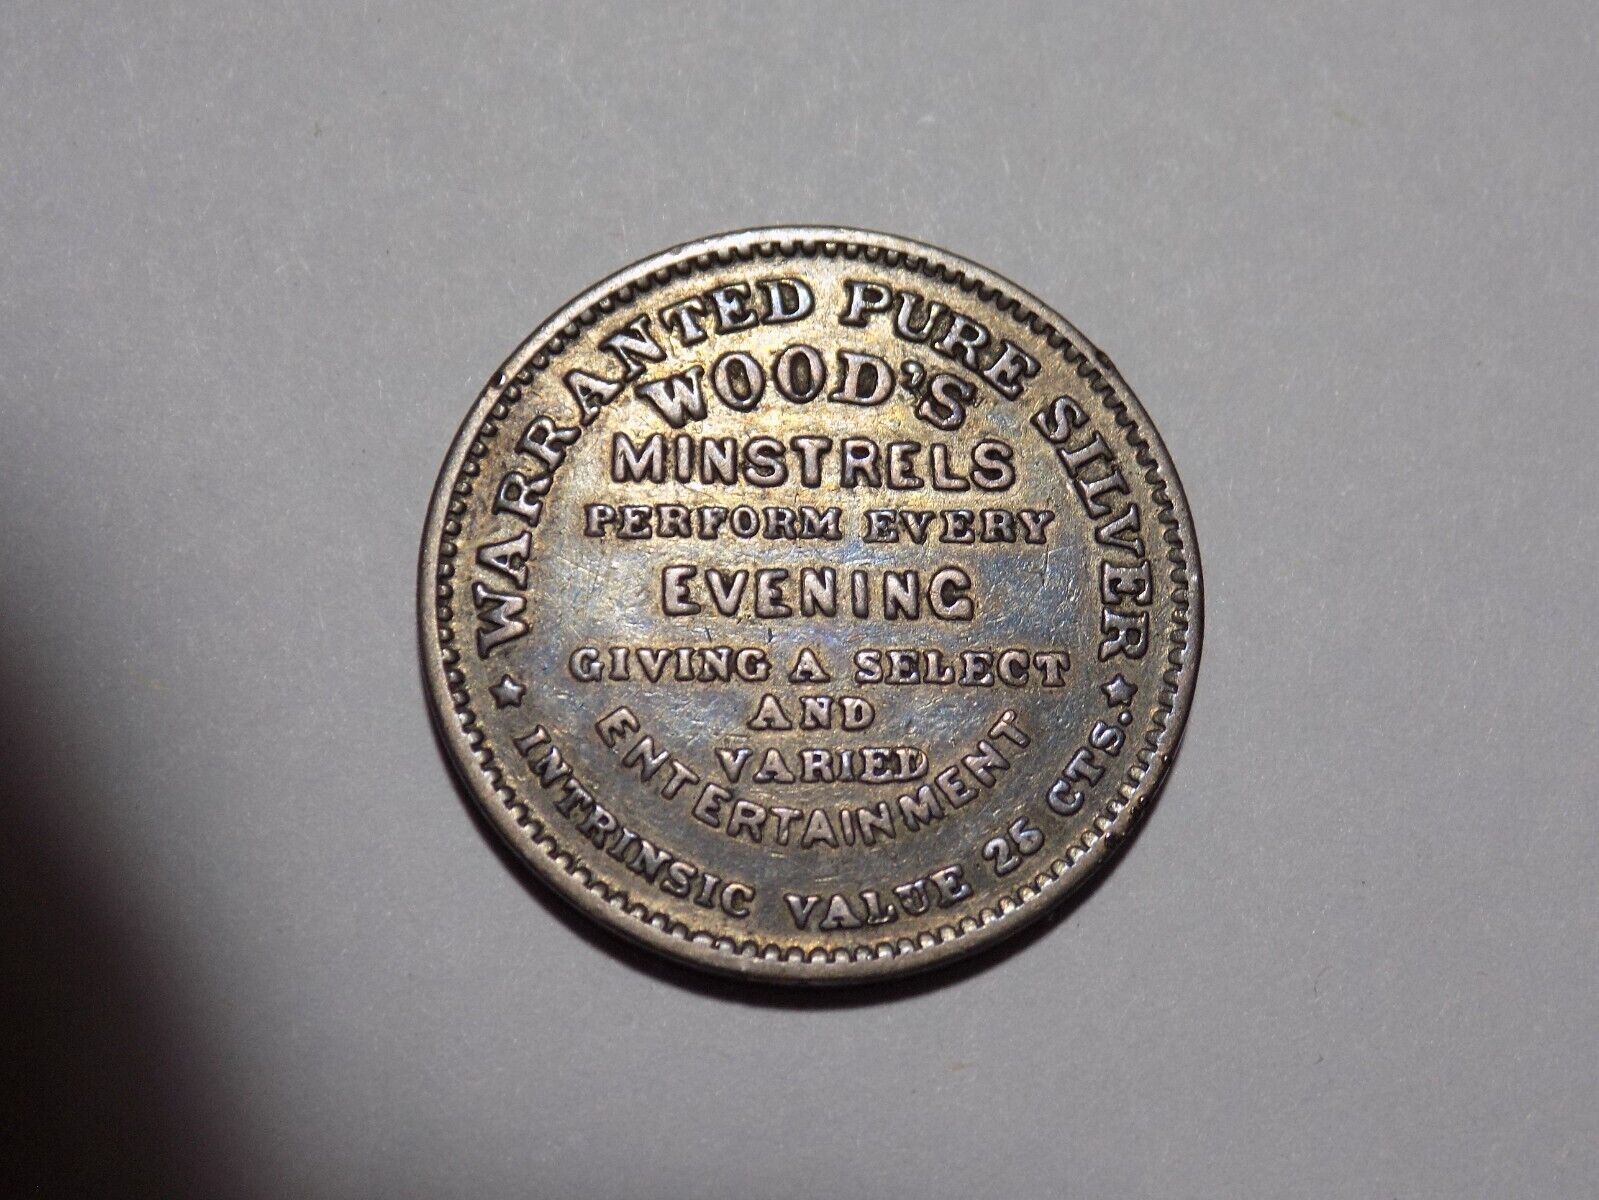 WARRANTED PURE SILVER
WOOD'S
MINSTRELS
PERFORM EVERY
EVENING
GIVING A SELECT
AND
VARIED
ENTERTAINMENT
★ INTRINSIC VALUE 25 CTS. ★